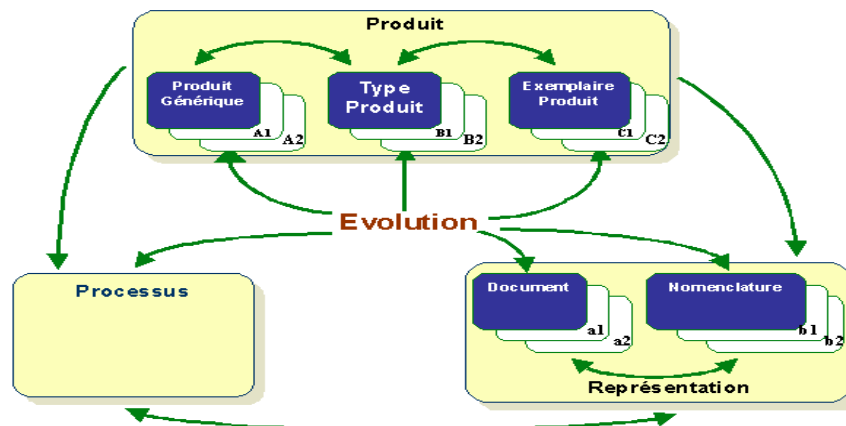 Produit
Produit
Générique
A1
A2
Type
Produit
B1
B2
Exemplaire
Produit
C1
C2
Evolution
Processus
Document
a1
a2
Nomenclature
b1
b2
Représentation